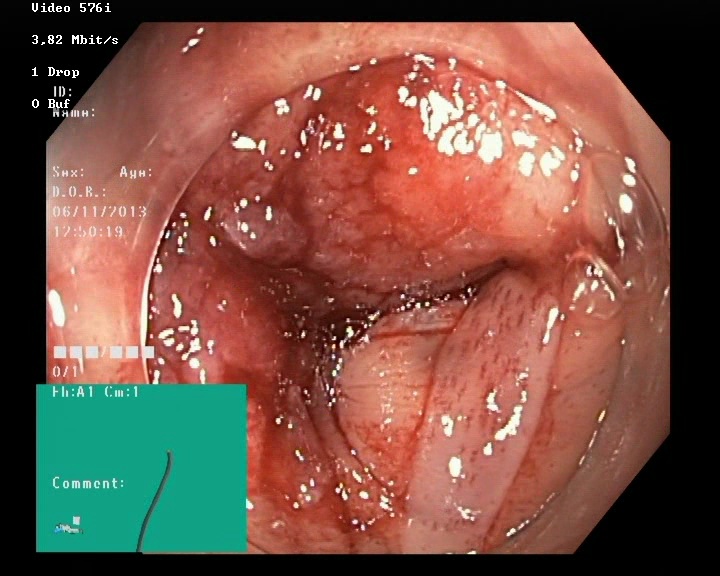 Video 576i
3,82 Mbit/s
1 Drop
ID:
0 Buf
Name:
Sex: Age:
D.O.B.:
06/11/2013
12:50:19
0/1
Eh:A1 Cm:1
Comment: